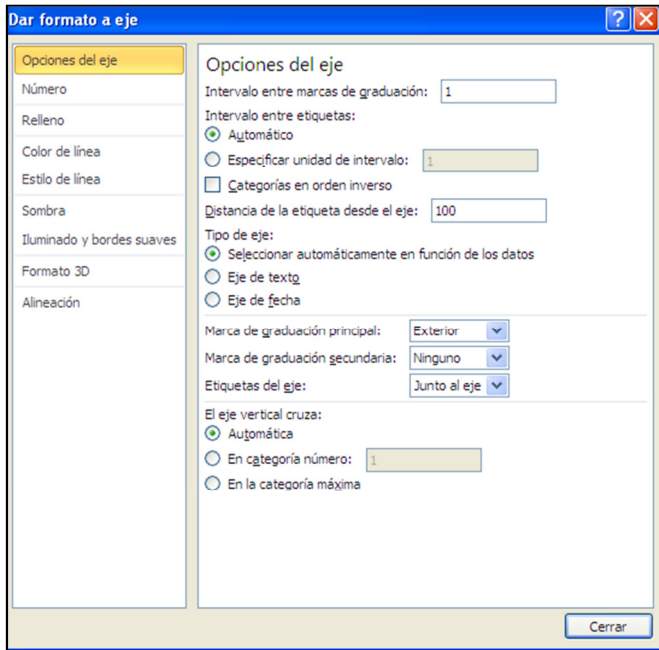 Dar formato a eje
Opciones del eje
Número
Relleno
Color de línea
Estilo de línea
Sombra
Iluminado y bordes suaves
Formato 3D
Alineación
Opciones del eje
Intervalo entre marcas de graduación: 1
Intervalo entre etiquetas:
Automático
Especificar unidad de intervalo: 1
Categorías en orden inverso
Distancia de la etiqueta desde el eje: 100
Tipo de eje:
Seleccionar automáticamente en función de los datos
Eje de texto
Eje de fecha
Marca de graduación principal: Exterior
Marca de graduación secundaria: Ninguno
Etiquetas del eje: Junto al eje
El eje vertical cruza:
Automática
En categoría número: 1
En la categoría máxima
Cerrar